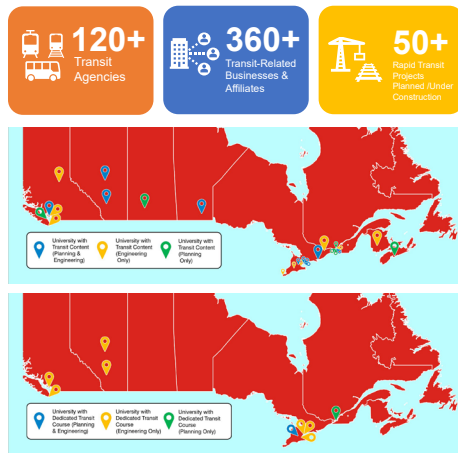 120+
Transit
Agencies
360+
Transit-Related
Businesses &
Affiliates
50+
Rapid Transit
Projects
Planned /Under
Construction
University with
Transit Content
(Planning &
Engineering)
University with
Transit Content
(Engineering
Only)
University with
Transit Content
(Planning
Only)
University with
Dedicated Transit
Course (Planning
& Engineering)
University with
Dedicated Transit
Course
(Engineering Only)
University with
Dedicated Transit
Course
(Planning Only)